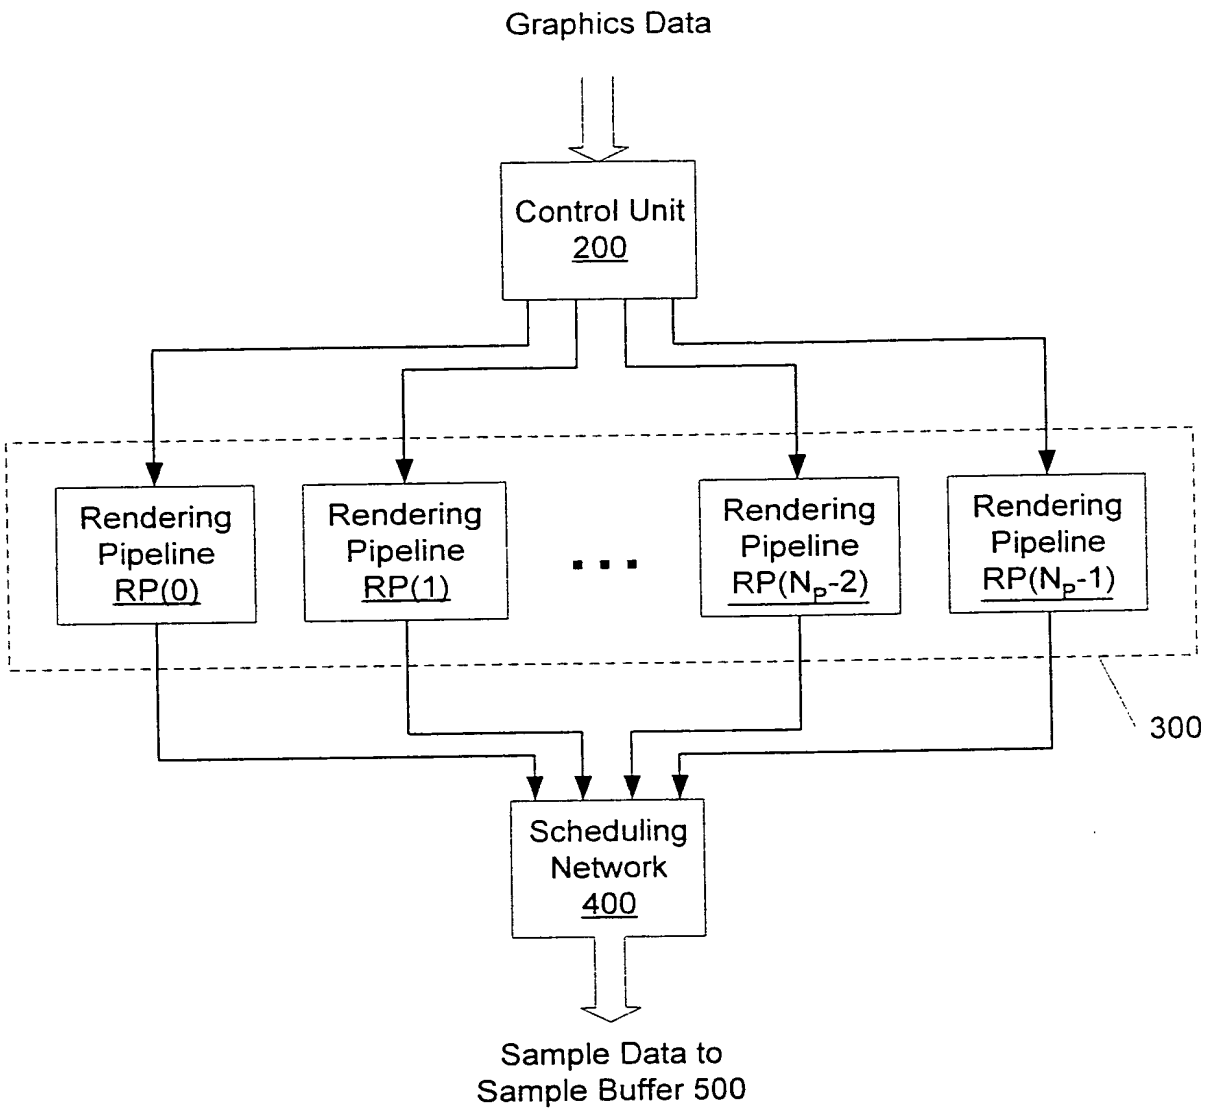 Graphics Data
Control Unit
200
Rendering
Pipeline
RP(0)
Rendering
Pipeline
RP(1)
...
Rendering
Pipeline
RP(Nₚ-2)
Rendering
Pipeline
RP(Nₚ-1)
300
Scheduling
Network
400
Sample Data to
Sample Buffer 500